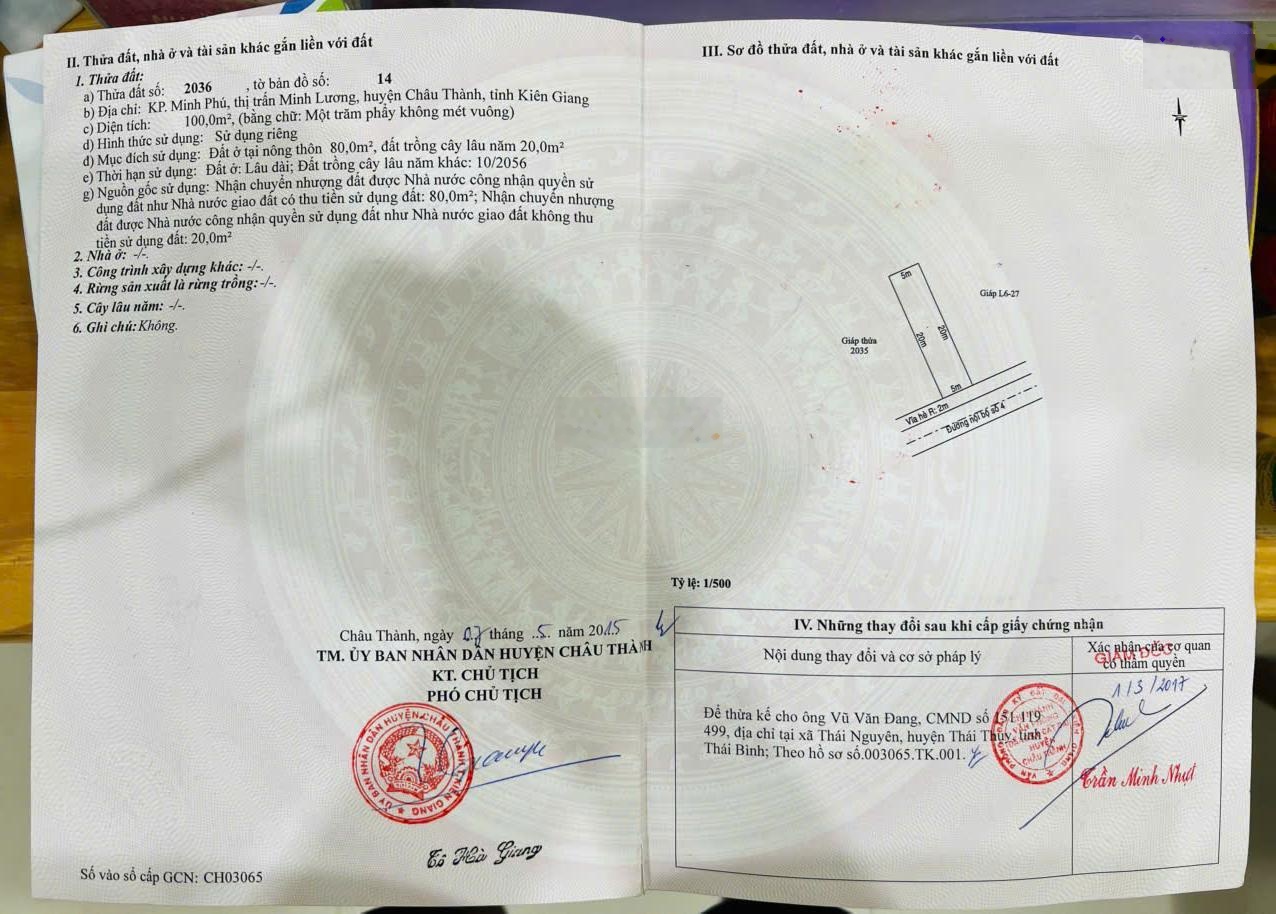 II. Thửa đất, nhà ở và tài sản khác gắn liền với đất
1. Thửa đất:
a) Thửa đất số: 2036 , tờ bản đồ số: 14
b) Địa chỉ: KP. Minh Phú, thị trấn Minh Lương, huyện Châu Thành, tỉnh Kiên Giang
c) Diện tích: 100,0m², (bằng chữ: Một trăm phẩy không mét vuông)
d) Hình thức sử dụng: Sử dụng riêng
đ) Mục đích sử dụng: Đất ở tại nông thôn 80,0m², đất trồng cây lâu năm 20,0m²
e) Thời hạn sử dụng: Đất ở: Lâu dài; Đất trồng cây lâu năm khác: 10/2056
g) Nguồn gốc sử dụng: Nhận chuyển nhượng đất được Nhà nước công nhận quyền sử
dụng đất như Nhà nước giao đất có thu tiền sử dụng đất: 80,0m²; Nhận chuyển nhượng
đất được Nhà nước công nhận quyền sử dụng đất như Nhà nước giao đất không thu
tiền sử dụng đất: 20,0m²
2. Nhà ở: -/-.
3. Công trình xây dựng khác: -/-.
4. Rừng sản xuất là rừng trồng:-/-.
5. Cây lâu năm: -/-.
6. Ghi chú: Không.
Châu Thành, ngày 07 tháng .5. năm 2015
TM. ỦY BAN NHÂN DÂN HUYỆN CHÂU THÀNH
KT. CHỦ TỊCH
PHÓ CHỦ TỊCH
ỦY BAN NHÂN DÂN HUYỆN CHÂU THÀNH
KIÊN GIANG
Tô Hà Giang
Số vào sổ cấp GCN: CH03065
III. Sơ đồ thửa đất, nhà ở và tài sản khác gắn liền với đất
5m
Giáp L6-27
20m
20m
Giáp thửa
2035
5m
Vỉa hè R: 2m
Đường nội bộ số 4
Tỷ lệ: 1/500
IV. Những thay đổi sau khi cấp giấy chứng nhận
Nội dung thay đổi và cơ sở pháp lý
Xác nhận của cơ quan
có thẩm quyền
GIÁM ĐỐC
1/3/2017
Để thừa kế cho ông Vũ Văn Đang, CMND số 151 119
499, địa chỉ tại xã Thái Nguyên, huyện Thái Thụy, tỉnh
Thái Bình; Theo hồ sơ số.003065.TK.001.
HUYỆN
CHÂU THÀNH
Trần Minh Nhựt